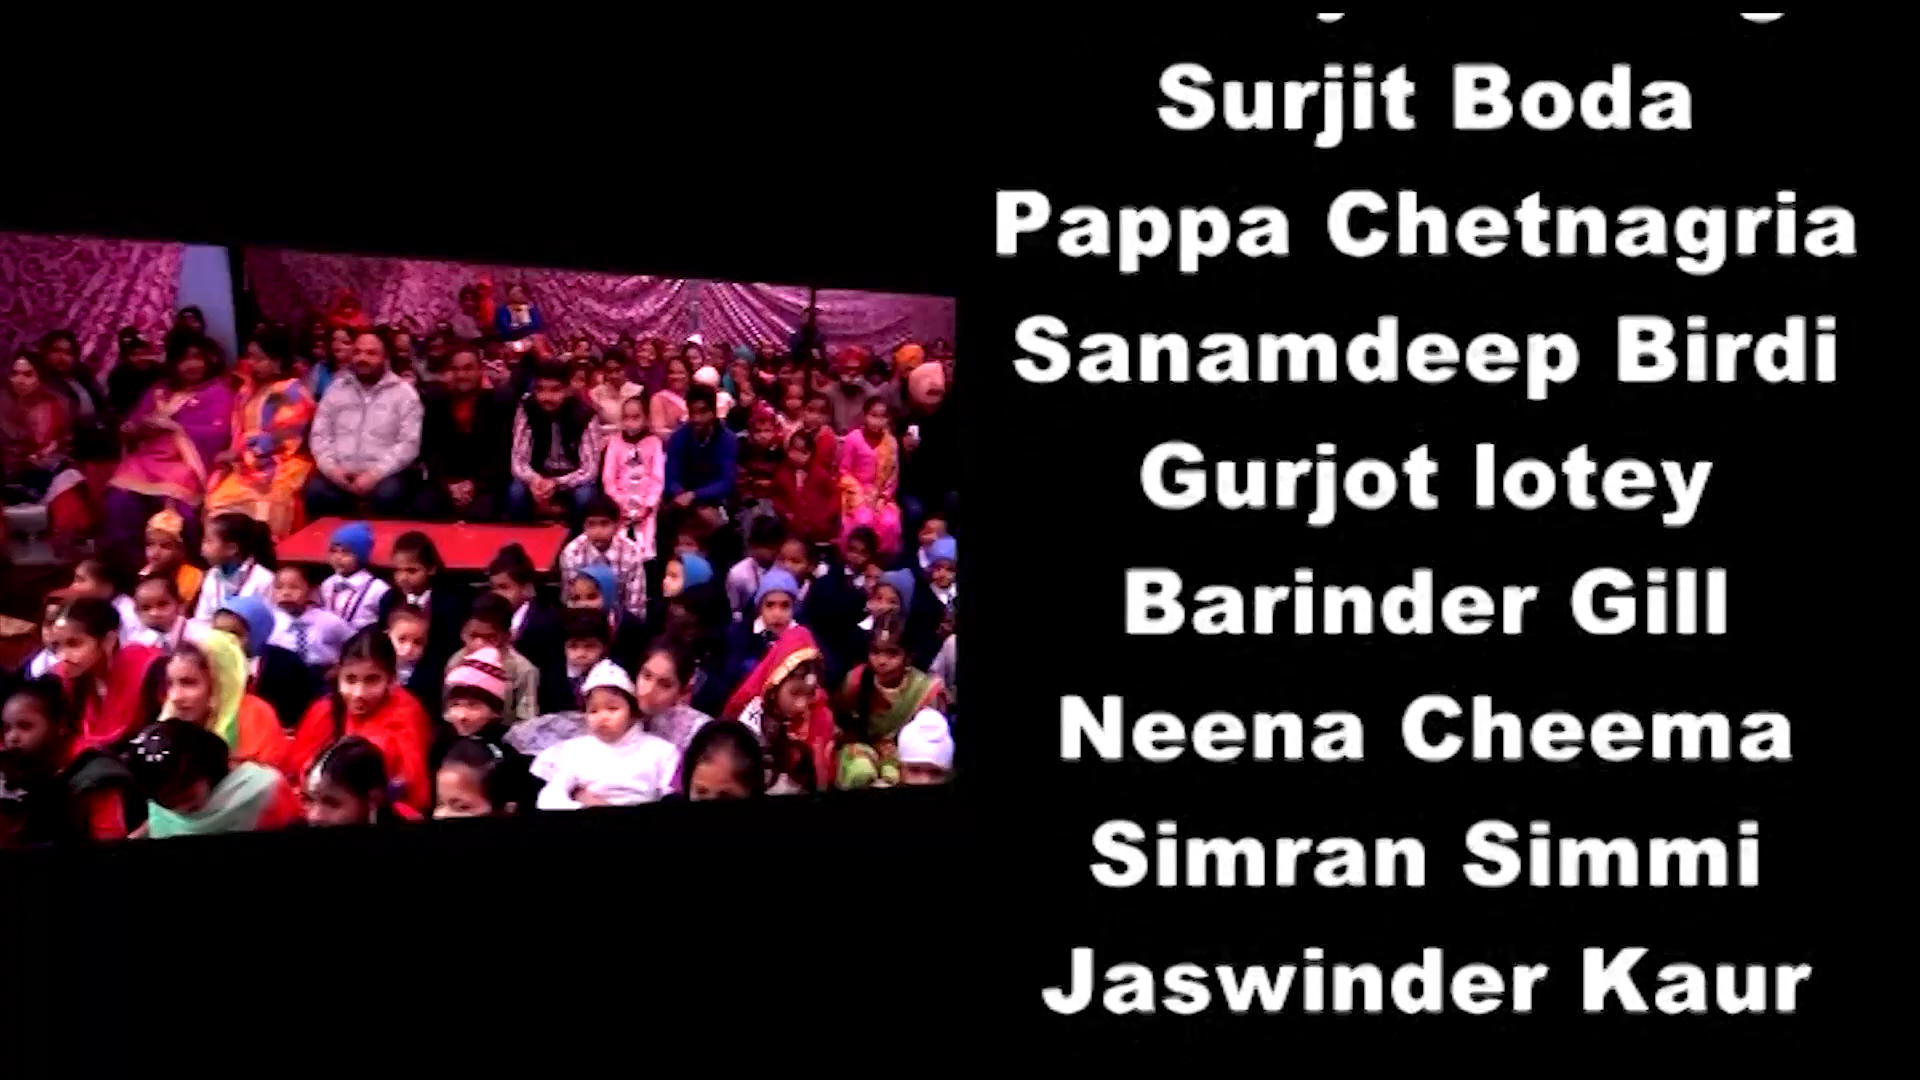 Surjit Boda
Pappa Chetnagria
Sanamdeep Birdi
Gurjot lotey
Barinder Gill
Neena Cheema
Simran Simmi
Jaswinder Kaur